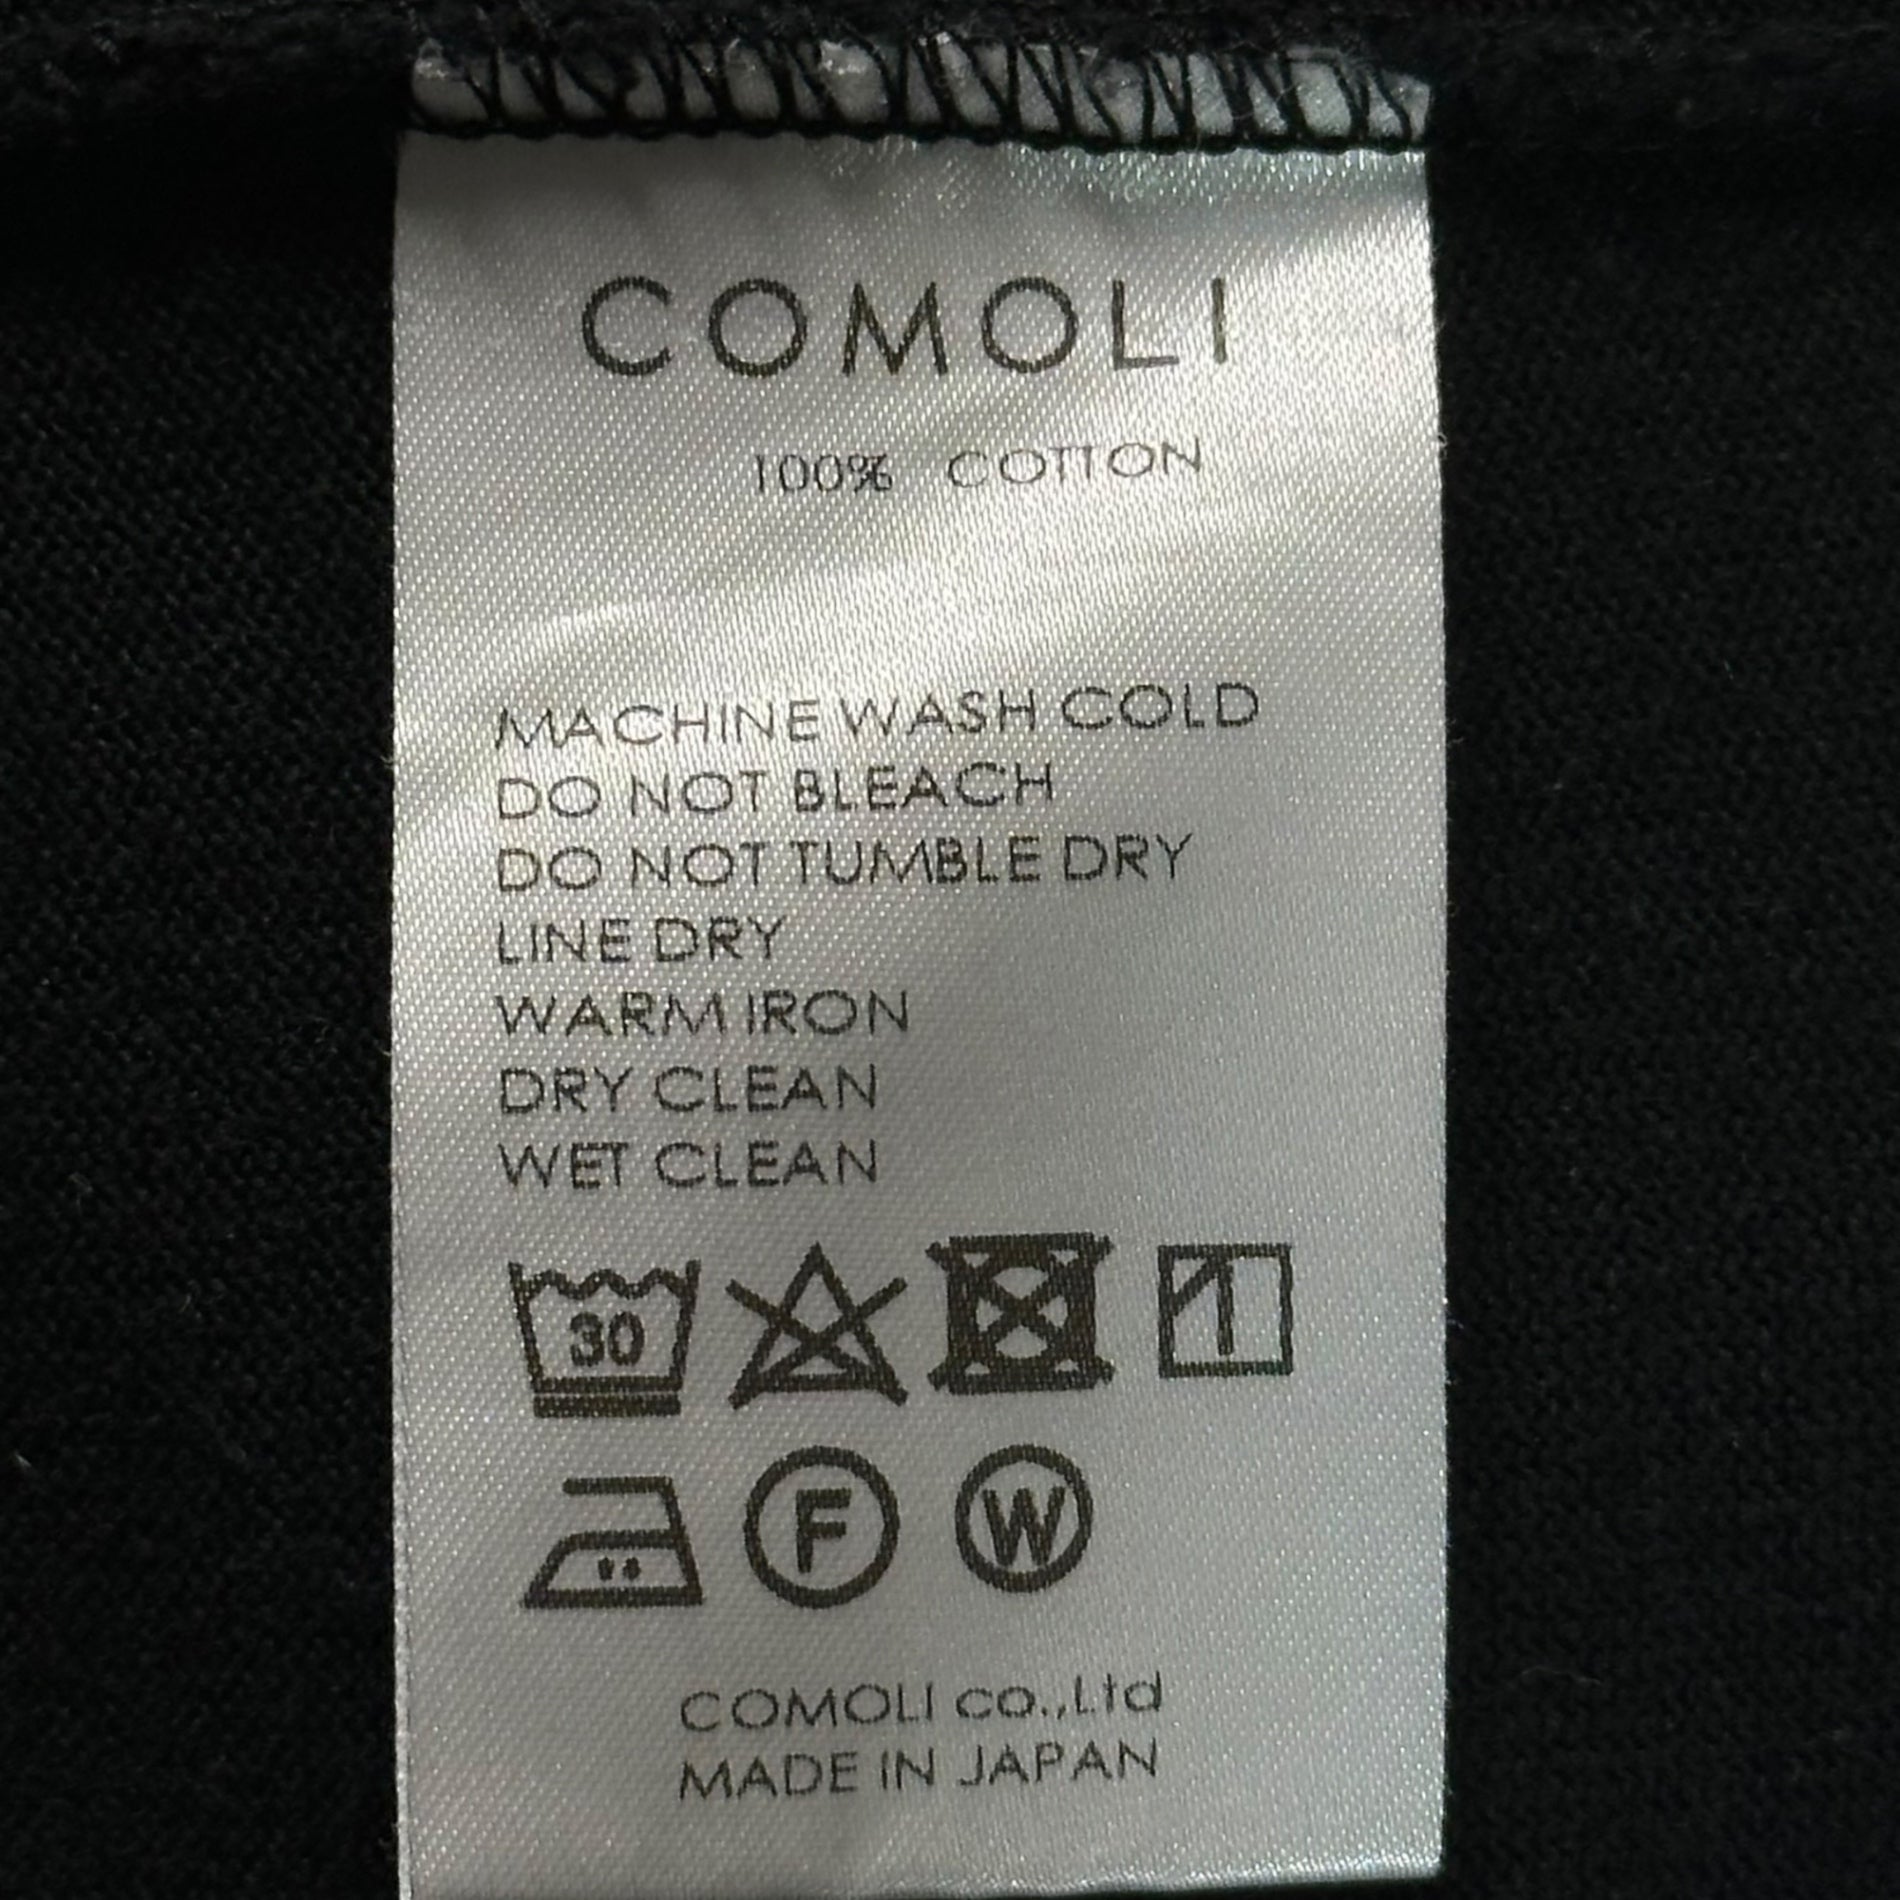 COMOLI
100% COTTON
MACHINE WASH COLD
DO NOT BLEACH
DO NOT TUMBLE DRY
LINE DRY
WARM IRON
DRY CLEAN
WET CLEAN
30
F W
COMOLI co.,Ltd
MADE IN JAPAN